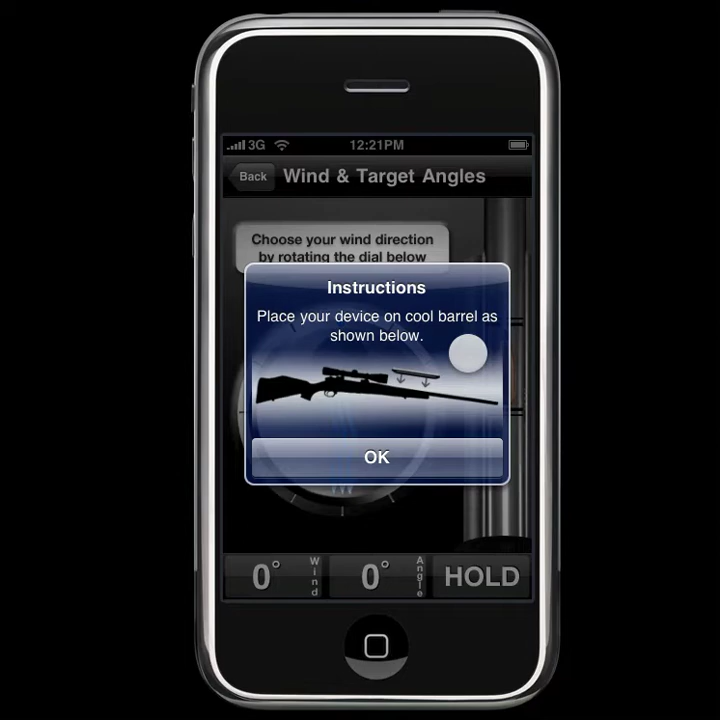 3G 12:21PM
Back Wind & Target Angles
Choose your wind direction
by rotating the dial below
Instructions
Place your device on cool barrel as
shown below.
OK
0° Wind 0° Angle HOLD